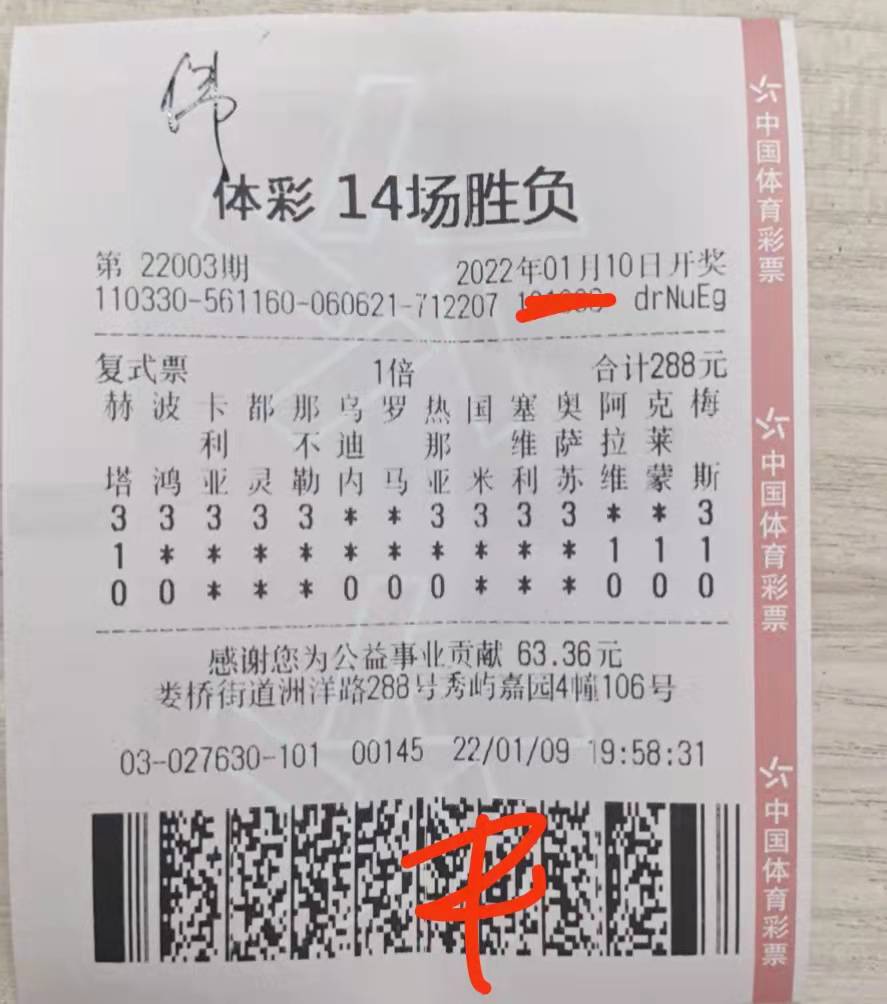 伟
体彩 14场胜负
第 22003期 2022年01月10日开奖
110330-561160-060621-712207 drNuEg
复式票 1倍 合计288元
赫 波 卡 都 那 乌 罗 热 国 塞 奥 阿 克 梅
利 不 迪 那 维 萨 拉 莱
塔 鸿 亚 灵 勒 内 马 亚 米 利 苏 维 蒙 斯
3 3 3 3 3 * * 3 3 3 3 * * 3
1 * * * * * * * * * * 1 1 1
0 0 * * * 0 0 0 * * * 0 0 0
感谢您为公益事业贡献 63.36元
娄桥街道洲洋路288号秀屿嘉园4幢106号
03-027630-101 00145 22/01/09 19:58:31
中国体育彩票
中国体育彩票
中国体育彩票